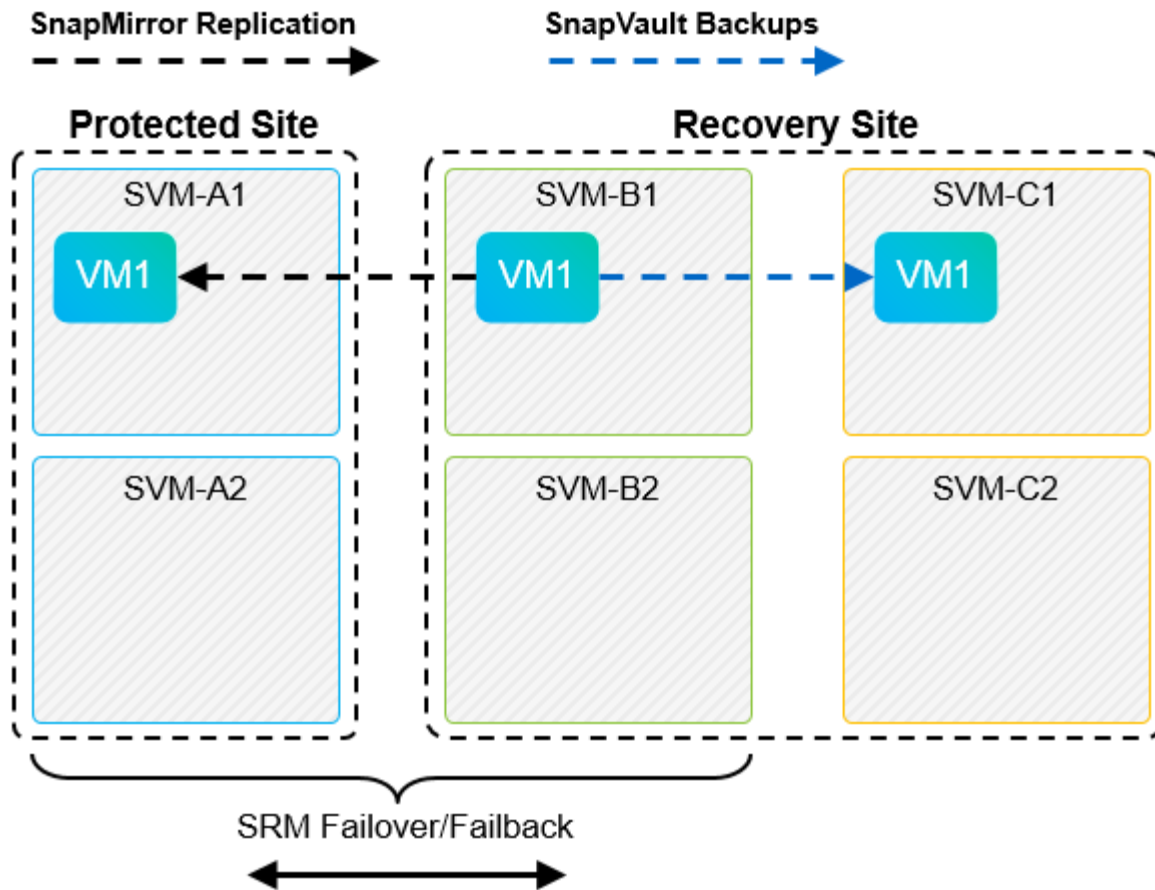 SnapMirror Replication
SnapVault Backups
Protected Site
Recovery Site
SVM-A1
SVM-B1
SVM-C1
VM1
VM1
VM1
SVM-A2
SVM-B2
SVM-C2
SRM Failover/Failback